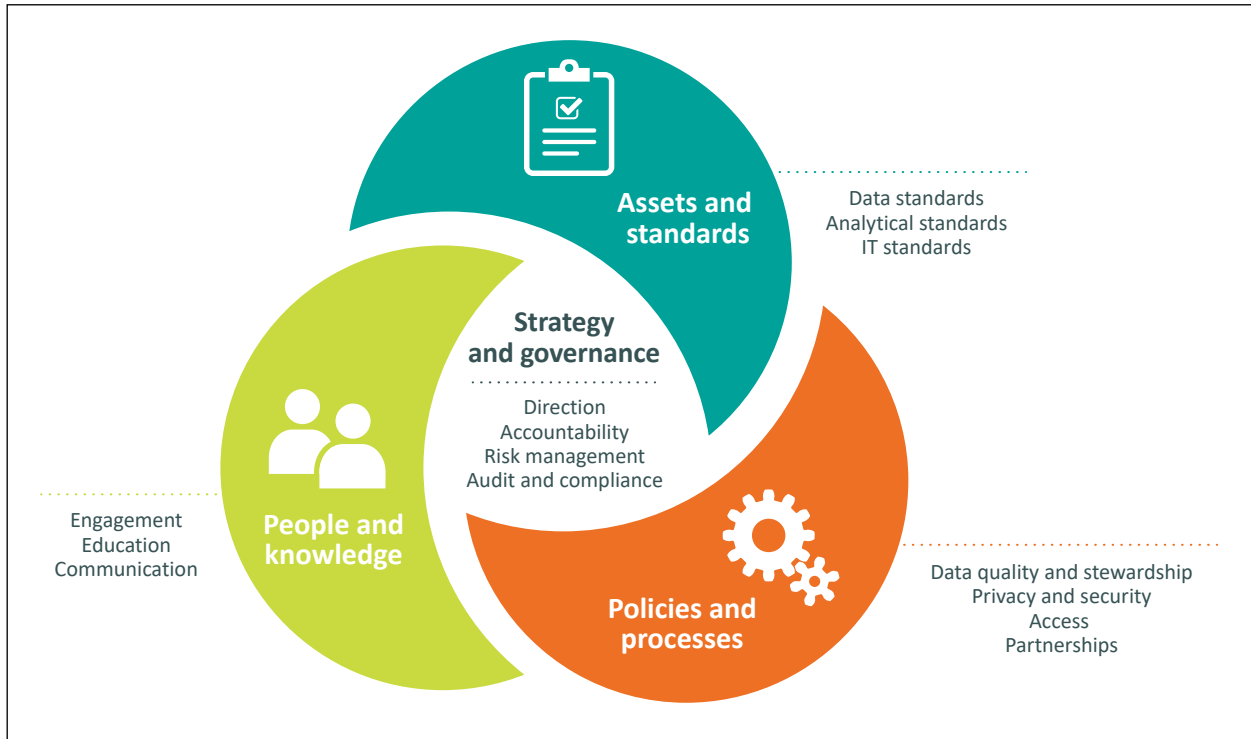 Assets and
standards
Data standards
Analytical standards
IT standards
Strategy
and governance
Direction
Accountability
Risk management
Audit and compliance
People and
knowledge
Engagement
Education
Communication
Policies and
processes
Data quality and stewardship
Privacy and security
Access
Partnerships